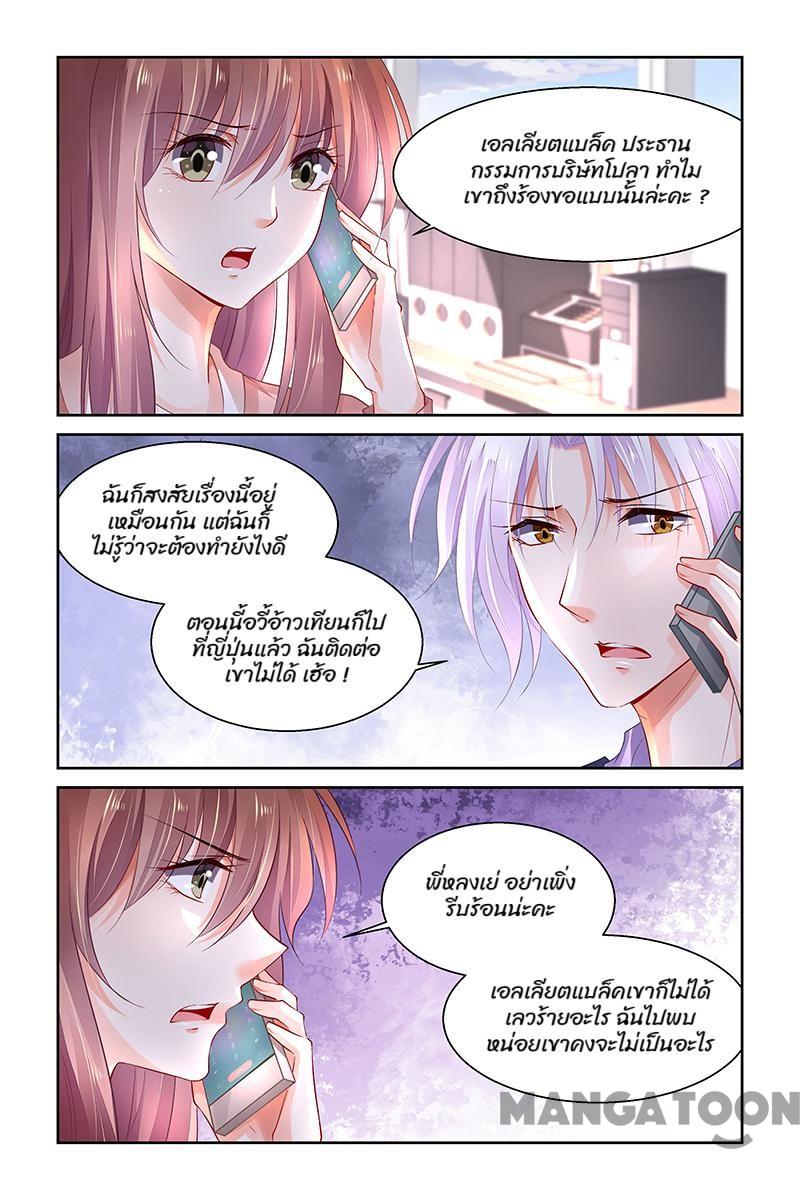 เอลเลียตแบล็ค ประธาน
กรรมการบริษัทโปลา ทำไม
เขาถึงร้องขอแบบนั้นล่ะคะ ?
ฉันก็สงสัยเรื่องนี้อยู่
เหมือนกัน แต่ฉันก็
ไม่รู้ว่าจะต้องทำยังไงดี
ตอนนี้อวี้อ้าวเทียนก็ไป
ที่ญี่ปุ่นแล้ว ฉันติดต่อ
เขาไม่ได้ เฮ้อ !
พี่หลงเย่ อย่าเพิ่ง
รีบร้อนน่ะคะ
เอลเลียตแบล็คเขาก็ไม่ได้
เลวร้ายอะไร ฉันไปพบ
หน่อยเขาคงจะไม่เป็นอะไร
MANGATOON